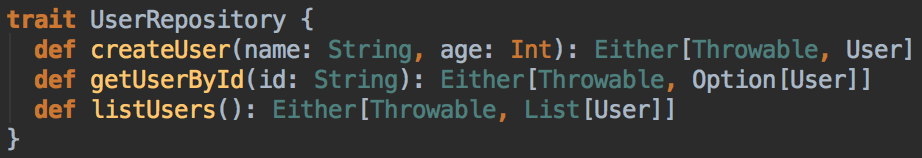 trait UserRepository {
  def createUser(name: String, age: Int): Either[Throwable, User]
  def getUserById(id: String): Either[Throwable, Option[User]]
  def listUsers(): Either[Throwable, List[User]]
}